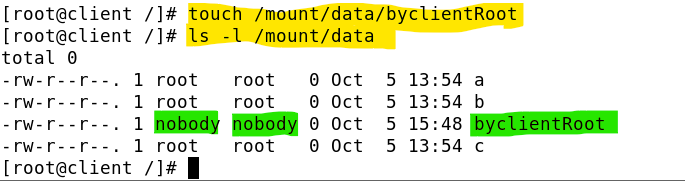 [root@client /]# touch /mount/data/byclientRoot
[root@client /]# ls -l /mount/data
total 0
-rw-r--r--. 1 root   root   0 Oct  5 13:54 a
-rw-r--r--. 1 root   root   0 Oct  5 13:54 b
-rw-r--r--. 1 nobody nobody 0 Oct  5 15:48 byclientRoot
-rw-r--r--. 1 root   root   0 Oct  5 13:54 c
[root@client /]#